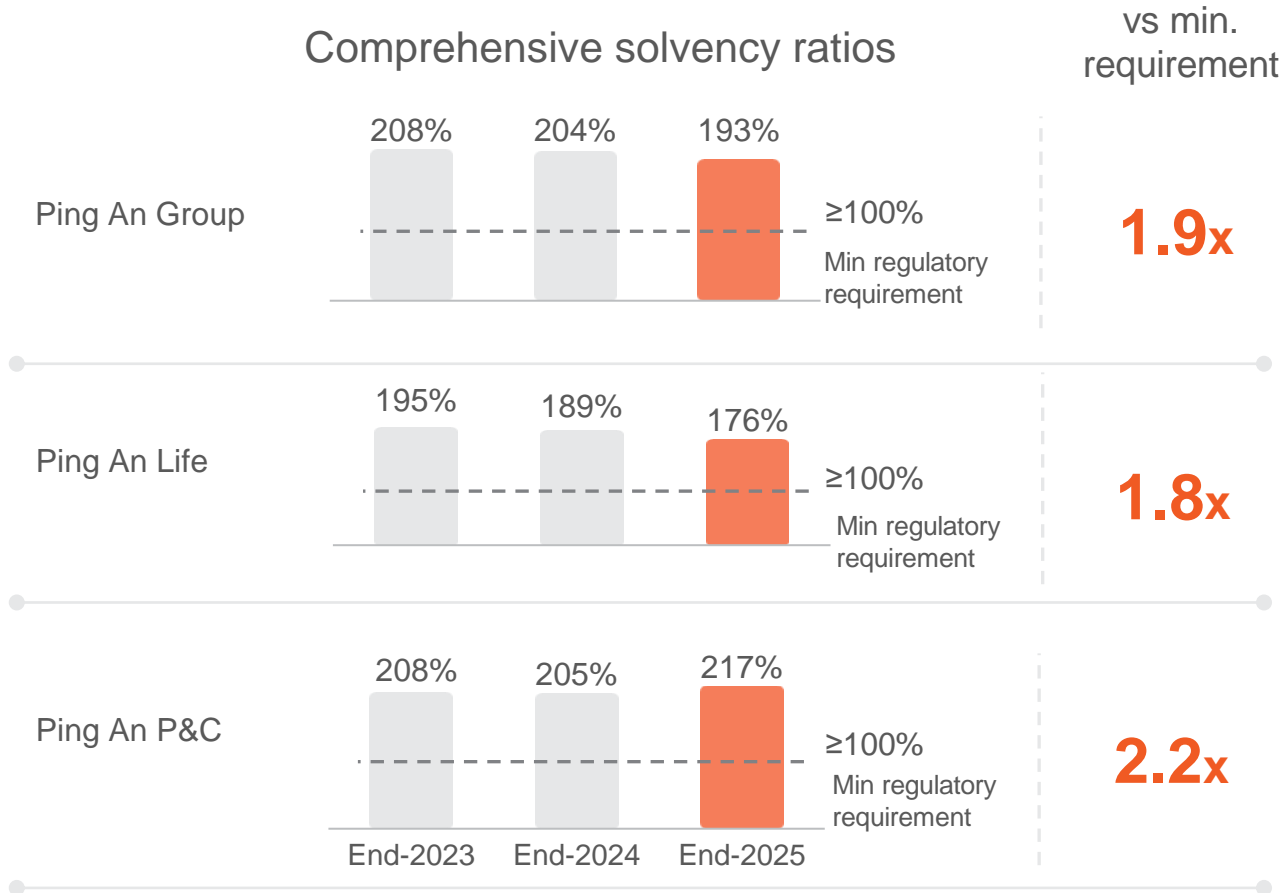 Comprehensive solvency ratios
vs min.
requirement
208%
204%
193%
Ping An Group
≥100%
Min regulatory
requirement
1.9x
195%
189%
176%
Ping An Life
≥100%
Min regulatory
requirement
1.8x
208%
205%
217%
Ping An P&C
≥100%
Min regulatory
requirement
2.2x
End-2023
End-2024
End-2025